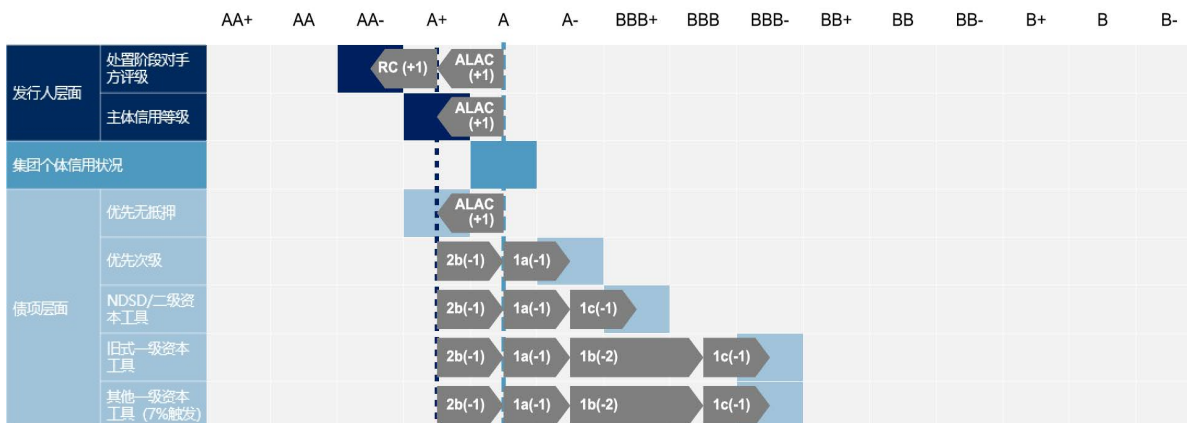 AA+ AA AA- A+ A A- BBB+ BBB BBB- BB+ BB BB- B+ B B-
发行人层面
处置阶段对手
方评级
RC (+1)
ALAC
(+1)
主体信用等级
ALAC
(+1)
集团个体信用状况
债项层面
优先无抵押
ALAC
(+1)
优先次级
2b(-1) 1a(-1)
NDSD/二级资
本工具
2b(-1) 1a(-1) 1c(-1)
旧式一级资本
工具
2b(-1) 1a(-1) 1b(-2) 1c(-1)
其他一级资本
工具 (7%触发)
2b(-1) 1a(-1) 1b(-2) 1c(-1)